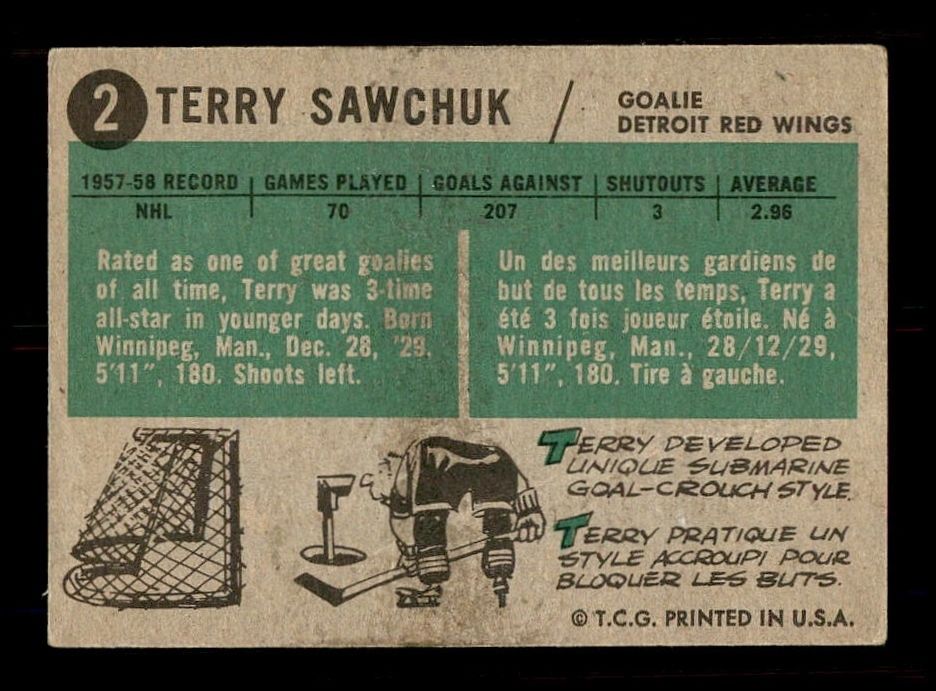 2 TERRY SAWCHUK / GOALIE
DETROIT RED WINGS
1957-58 RECORD GAMES PLAYED GOALS AGAINST SHUTOUTS AVERAGE
NHL 70 207 3 2.96
Rated as one of great goalies
of all time, Terry was 3-time
all-star in younger days. Born
Winnipeg, Man., Dec. 28, '29.
5'11", 180. Shoots left.
Un des meilleurs gardiens de
but de tous les temps, Terry a
été 3 fois joueur étoile. Né à
Winnipeg, Man., 28/12/29,
5'11", 180. Tire à gauche.
TERRY DEVELOPED
UNIQUE SUBMARINE
GOAL-CROUCH STYLE.
TERRY PRATIQUE UN
STYLE ACCROUPI POUR
BLOQUER LES BUTS.
© T.C.G. PRINTED IN U.S.A.